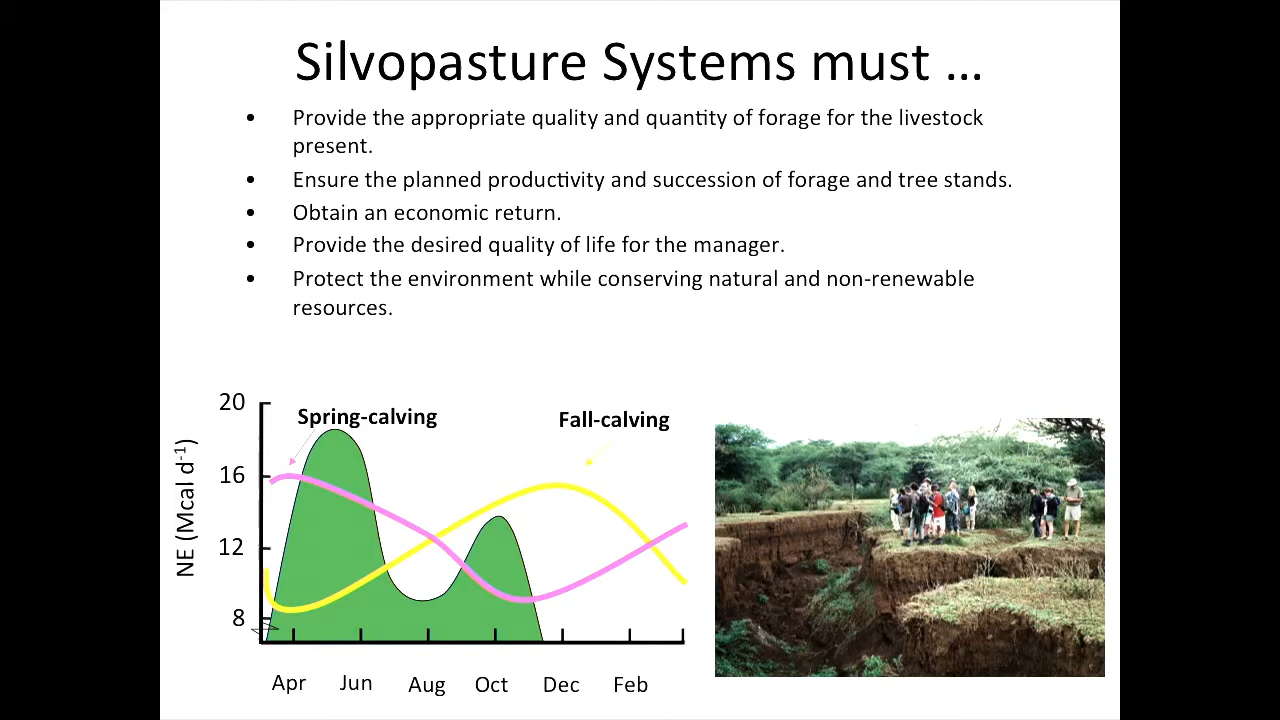 Silvopasture Systems must ...
• Provide the appropriate quality and quantity of forage for the livestock
present.
• Ensure the planned productivity and succession of forage and tree stands.
• Obtain an economic return.
• Provide the desired quality of life for the manager.
• Protect the environment while conserving natural and non-renewable
resources.
20
Spring-calving
Fall-calving
16
NE (Mcal d-1)
12
8
Apr Jun Aug Oct Dec Feb